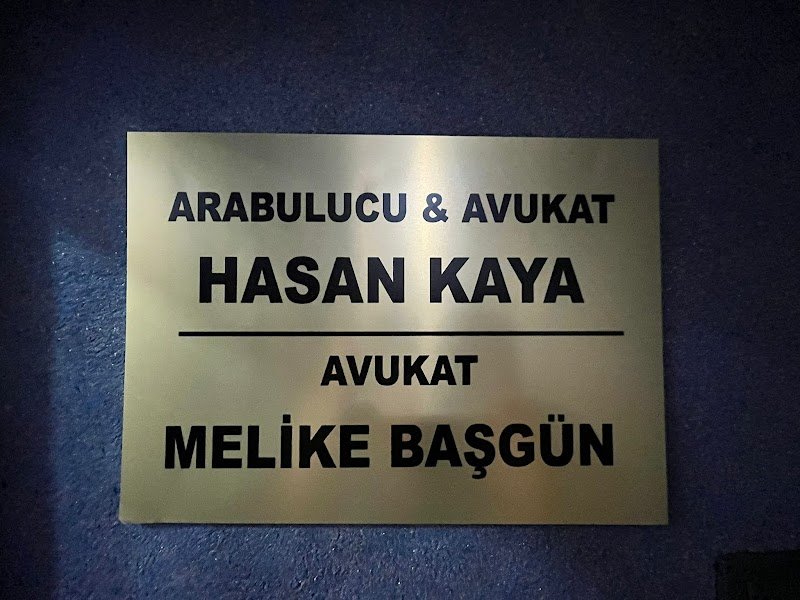 ARABULUCU & AVUKAT
HASAN KAYA
AVUKAT
MELİKE BAŞGÜN